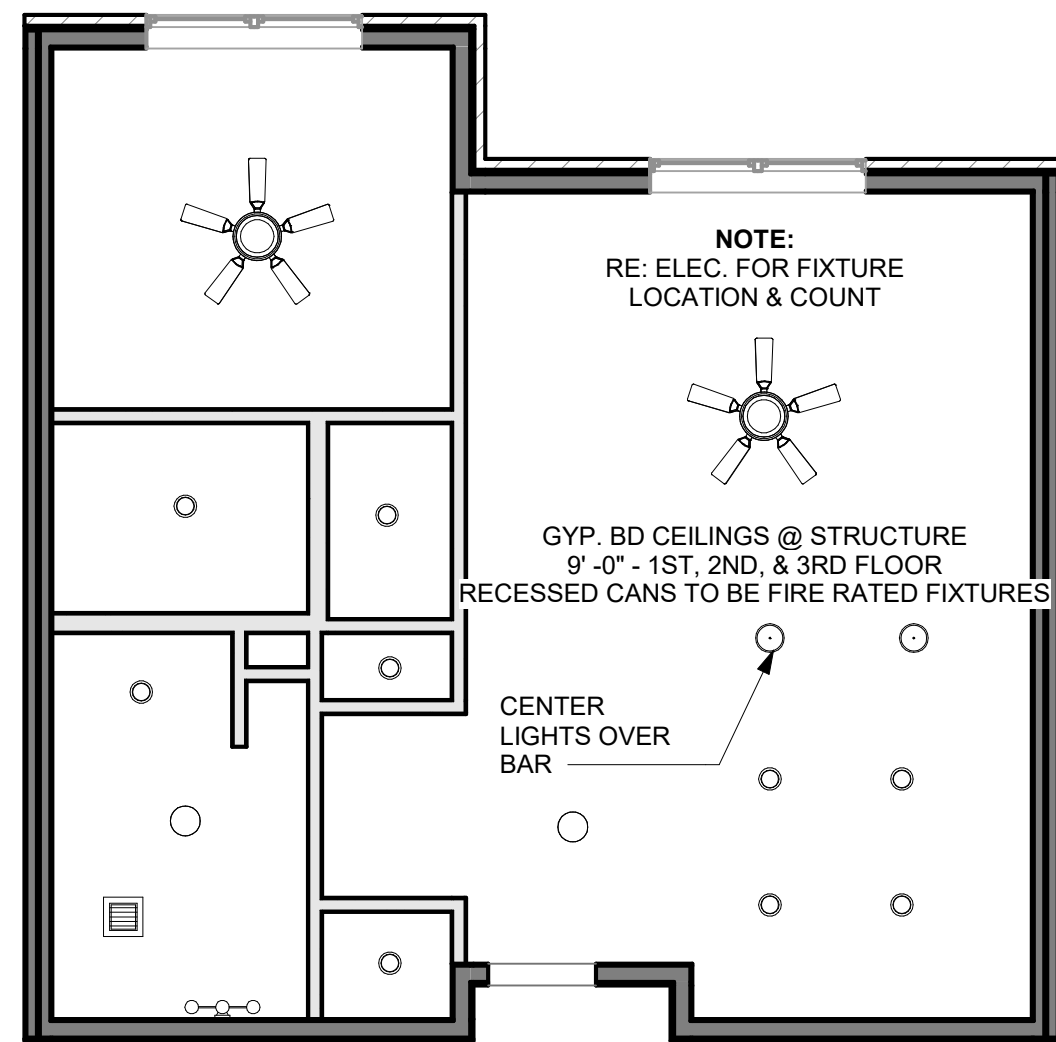 NOTE:
RE: ELEC. FOR FIXTURE
LOCATION & COUNT
GYP. BD CEILINGS @ STRUCTURE
9' -0" - 1ST, 2ND, & 3RD FLOOR
RECESSED CANS TO BE FIRE RATED FIXTURES
CENTER
LIGHTS OVER
BAR